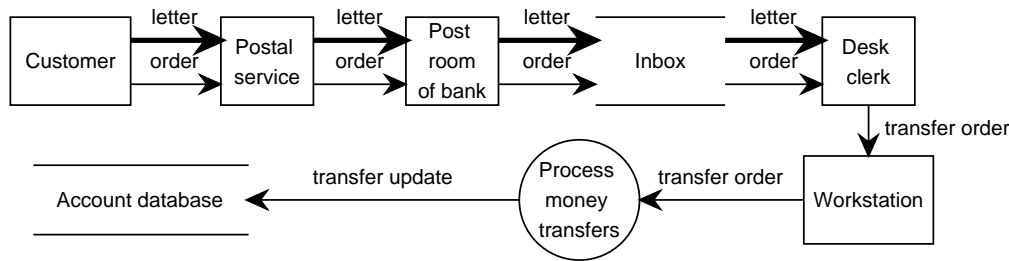 letter
letter
letter
letter
Customer
order
Postal
service
order
Post
room
of bank
order
Inbox
order
Desk
clerk
transfer order
Account database
transfer update
Process
money
transfers
transfer order
Workstation